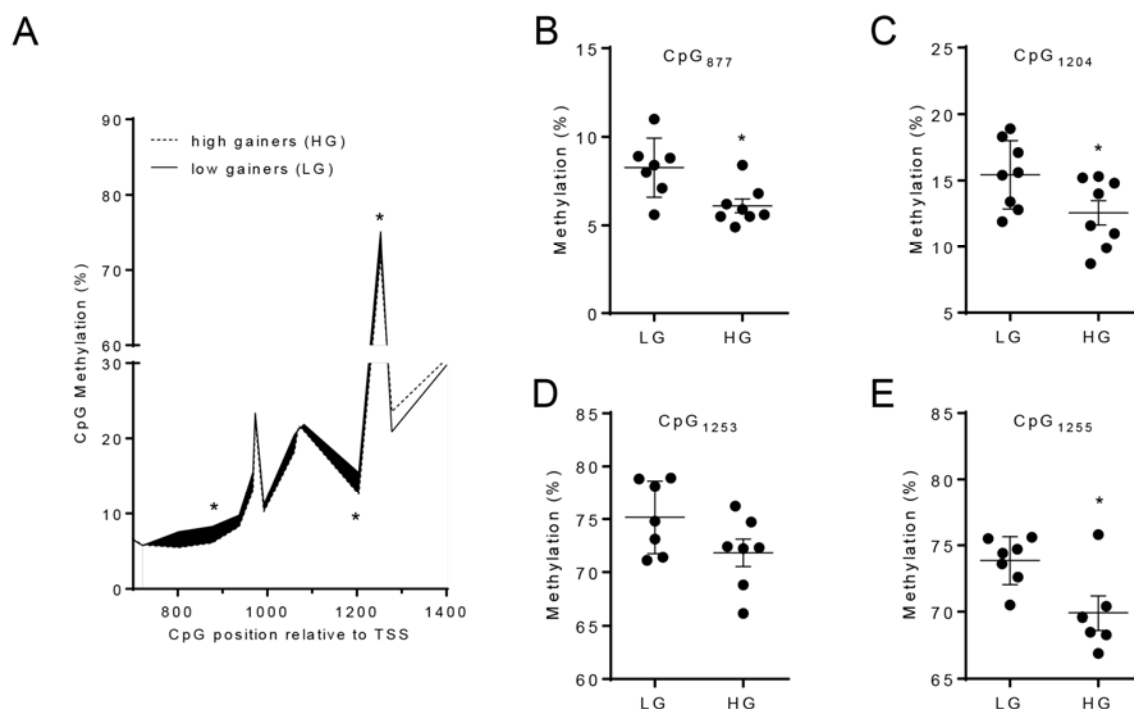 A
90
80
70
60
30
20
10
0
CpG Methylation (%)
high gainers (HG)
low gainers (LG)
*
*
*
800 1000 1200 1400
CpG position relative to TSS
B
CpG877
15
10
5
0
Methylation (%)
*
LG HG
C
CpG1204
25
20
15
10
5
Methylation (%)
*
LG HG
D
CpG1253
85
80
75
70
65
60
Methylation (%)
LG HG
E
CpG1255
85
80
75
70
65
Methylation (%)
*
LG HG